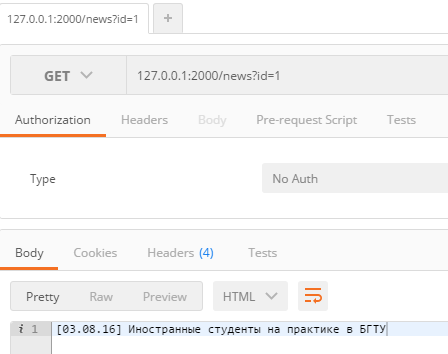 127.0.0.1:2000/news?id=1 +
GET 127.0.0.1:2000/news?id=1
Authorization Headers Body Pre-request Script Tests
Type No Auth
Body Cookies Headers (4) Tests
Pretty Raw Preview HTML
i 1 [03.08.16] Иностранные студенты на практике в БГТУ